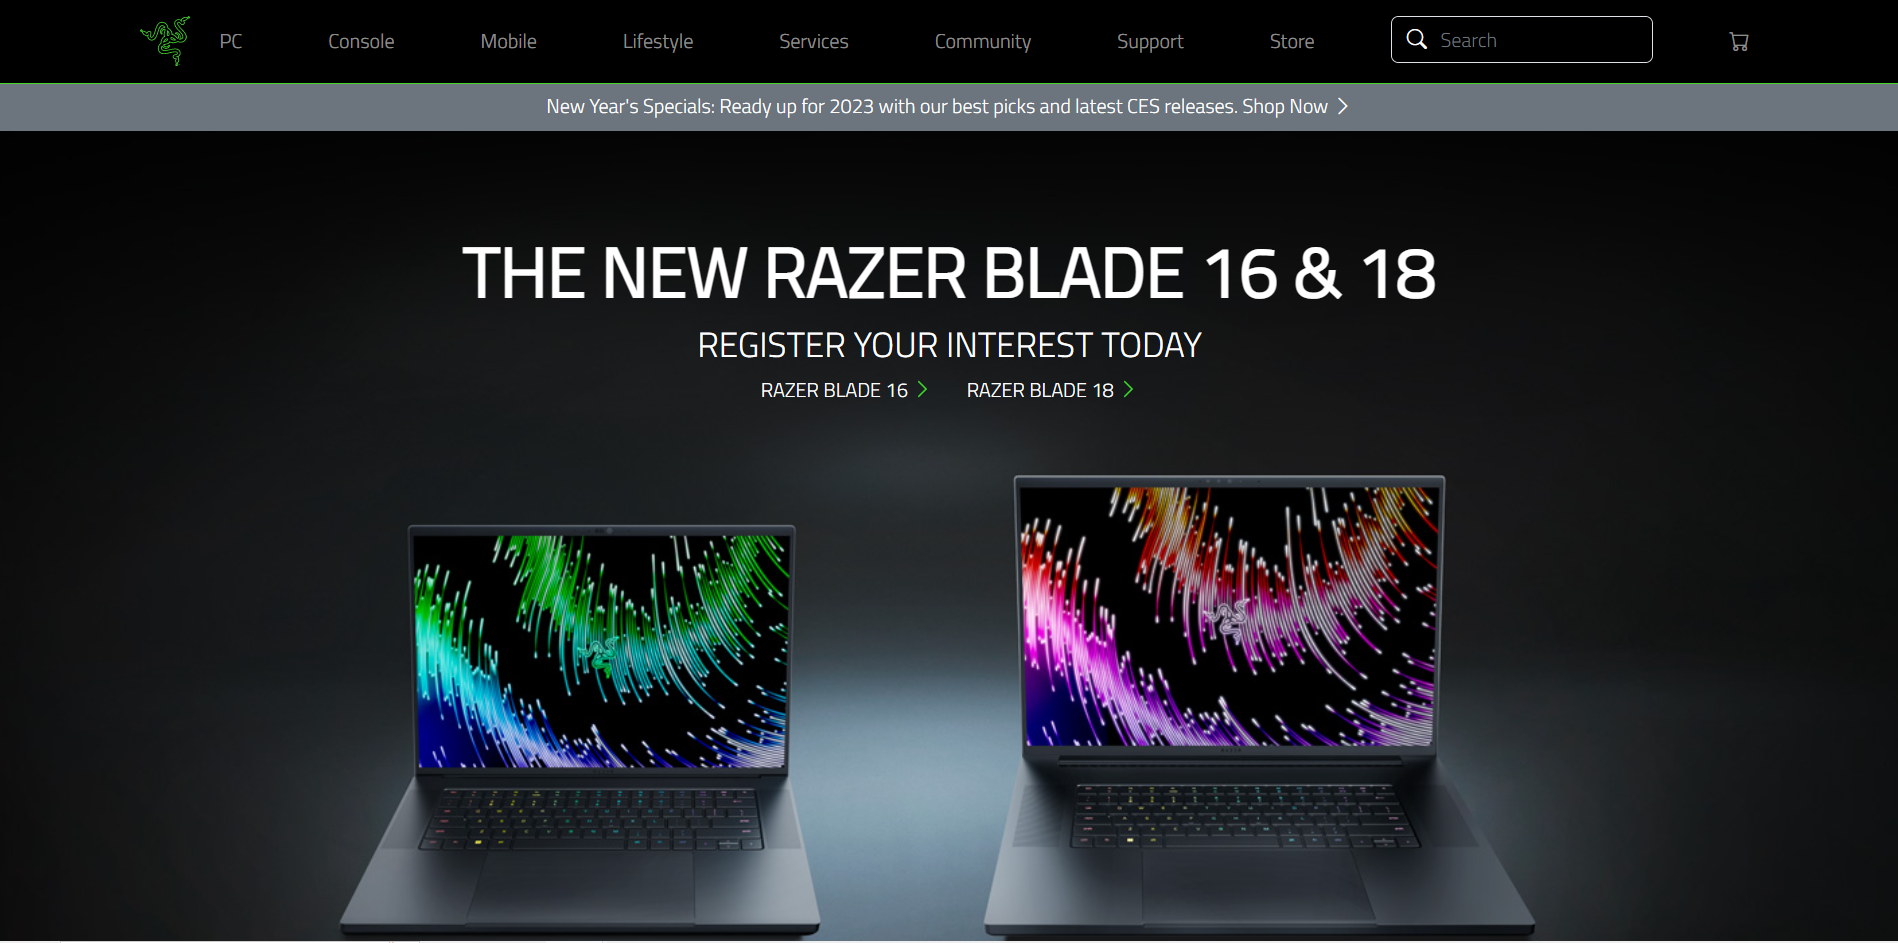 PC Console Mobile Lifestyle Services Community Support Store Search
New Year's Specials: Ready up for 2023 with our best picks and latest CES releases. Shop Now
THE NEW RAZER BLADE 16 & 18
REGISTER YOUR INTEREST TODAY
RAZER BLADE 16 RAZER BLADE 18